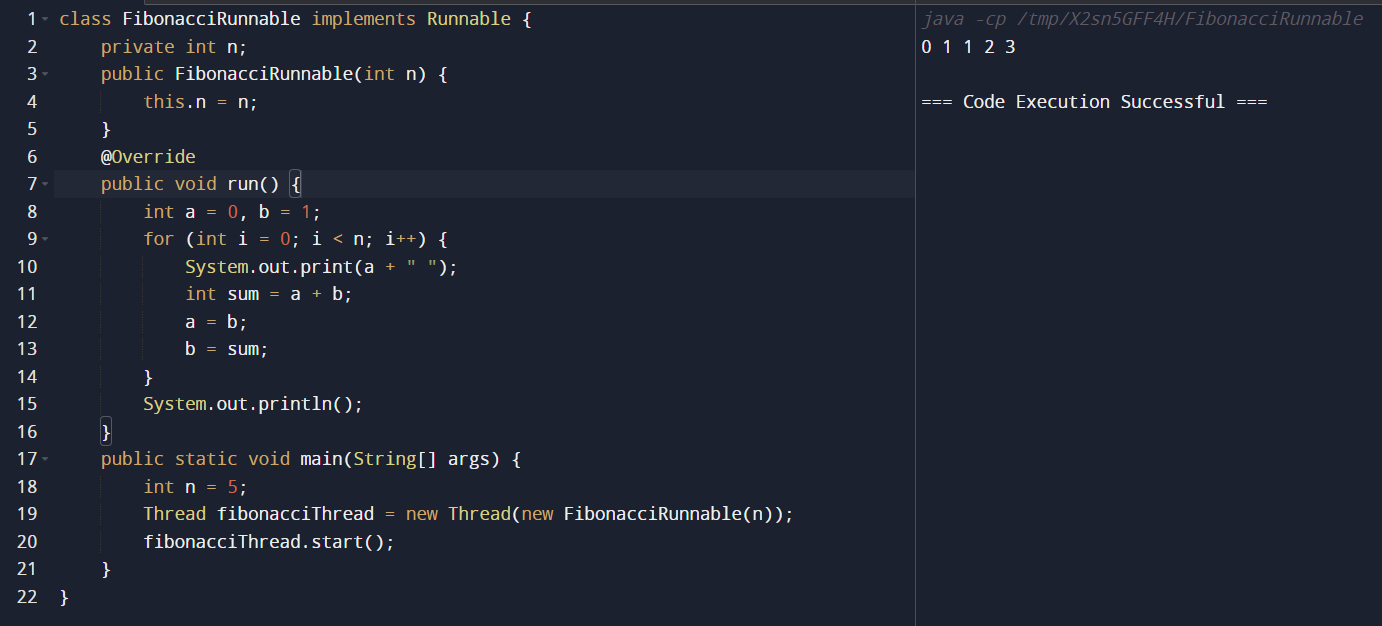 1 class FibonacciRunnable implements Runnable {
2     private int n;
3     public FibonacciRunnable(int n) {
4         this.n = n;
5     }
6     @Override
7     public void run() {
8         int a = 0, b = 1;
9         for (int i = 0; i < n; i++) {
10             System.out.print(a + " ");
11             int sum = a + b;
12             a = b;
13             b = sum;
14         }
15         System.out.println();
16     }
17     public static void main(String[] args) {
18         int n = 5;
19         Thread fibonacciThread = new Thread(new FibonacciRunnable(n));
20         fibonacciThread.start();
21     }
22 }
java -cp /tmp/X2sn5GFF4H/FibonacciRunnable
0 1 1 2 3
=== Code Execution Successful ===